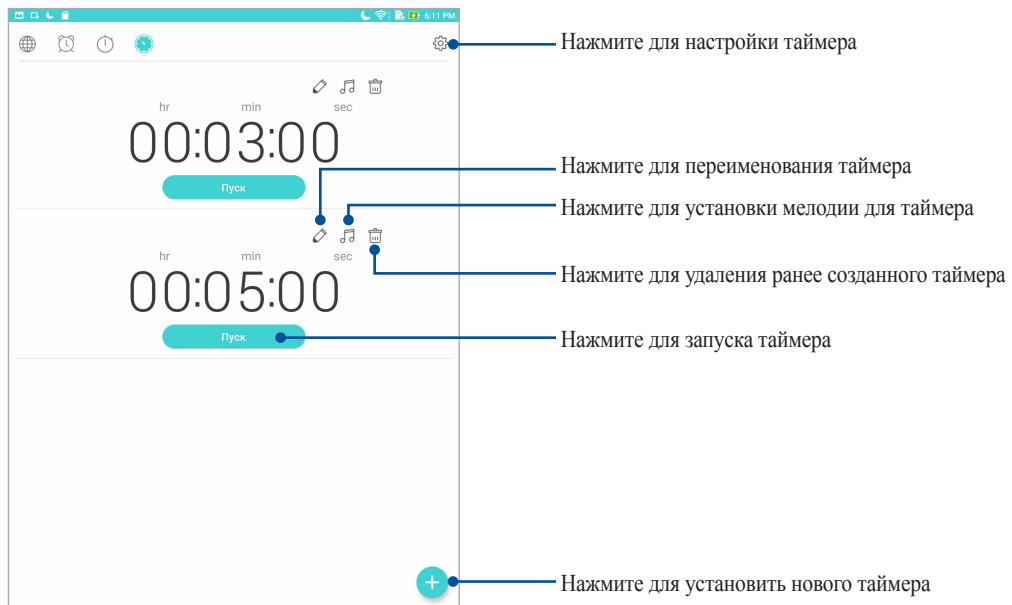 6:11 PM
Нажмите для настройки таймера
hr min sec
00:03:00
Пуск
Нажмите для переименования таймера
Нажмите для установки мелодии для таймера
hr min sec
Нажмите для удаления ранее созданного таймера
00:05:00
Пуск
Нажмите для запуска таймера
Нажмите для установить нового таймера